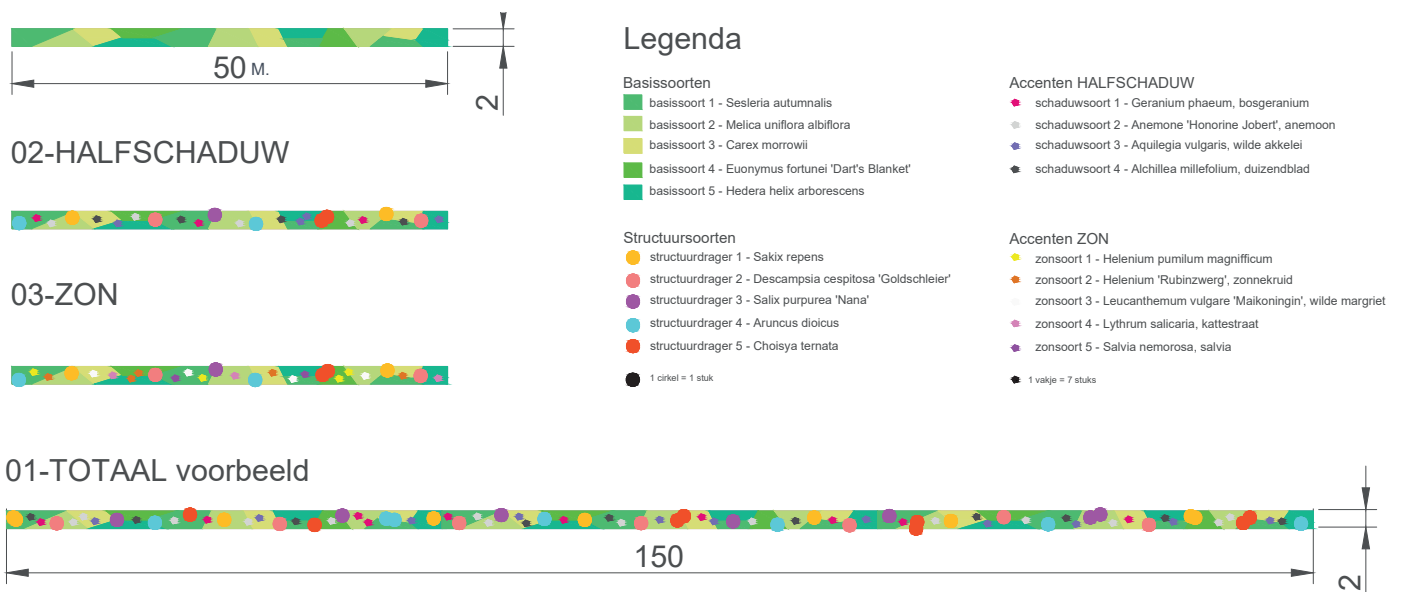 50 M.
2
02-HALFSCHADUW
03-ZON
Legenda
Basissoorten
basissoort 1 - Sesleria autumnalis
basissoort 2 - Melica uniflora albiflora
basissoort 3 - Carex morrowii
basissoort 4 - Euonymus fortunei 'Dart's Blanket'
basissoort 5 - Hedera helix arborescens
Structuursoorten
structuurdrager 1 - Sakix repens
structuurdrager 2 - Descampsia cespitosa 'Goldschleier'
structuurdrager 3 - Salix purpurea 'Nana'
structuurdrager 4 - Aruncus dioicus
structuurdrager 5 - Choisya ternata
1 cirkel = 1 stuk
Accenten HALFSCHADUW
schaduwsoort 1 - Geranium phaeum, bosgeranium
schaduwsoort 2 - Anemone 'Honorine Jobert', anemoon
schaduwsoort 3 - Aquilegia vulgaris, wilde akkelei
schaduwsoort 4 - Alchillea millefolium, duizendblad
Accenten ZON
zonsoort 1 - Helenium pumilum magnifficum
zonsoort 2 - Helenium 'Rubinzwerg', zonnekruid
zonsoort 3 - Leucanthemum vulgare 'Maikoningin', wilde margriet
zonsoort 4 - Lythrum salicaria, kattestraat
zonsoort 5 - Salvia nemorosa, salvia
1 vakje = 7 stuks
01-TOTAAL voorbeeld
150
2